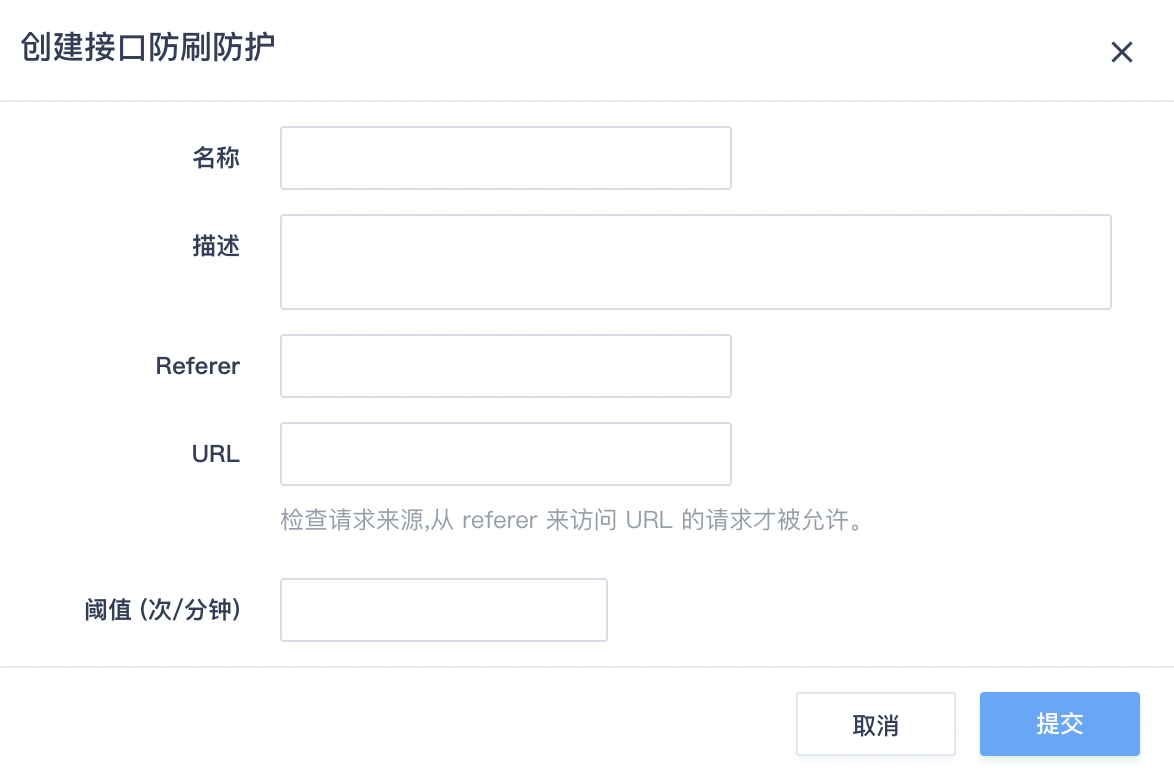 创建接口防刷防护
名称
描述
Referer
URL
检查请求来源,从 referer 来访问 URL 的请求才被允许。
阈值 (次/分钟)
取消
提交